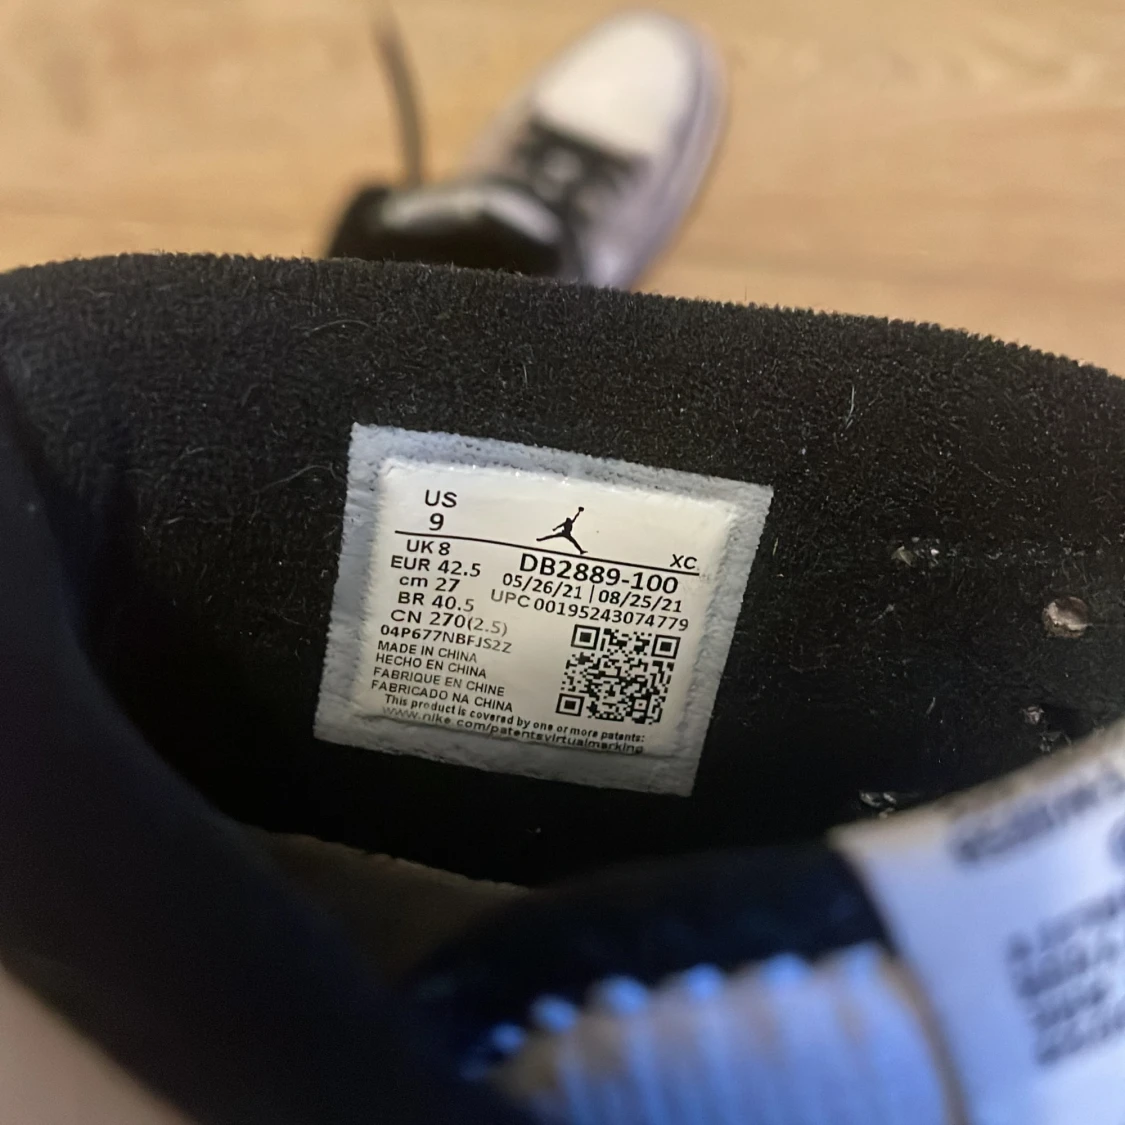 US
9
XC
UK 8
EUR 42.5
cm 27
BR 40.5
CN 270(2.5)
04P677NBFJS2Z
DB2889-100
05/26/21 | 08/25/21
UPC 00195243074779
MADE IN CHINA
HECHO EN CHINA
FABRIQUE EN CHINE
FABRICADO NA CHINA
This product is covered by one or more patents:
www.nike.com/patentsvirtualmarking